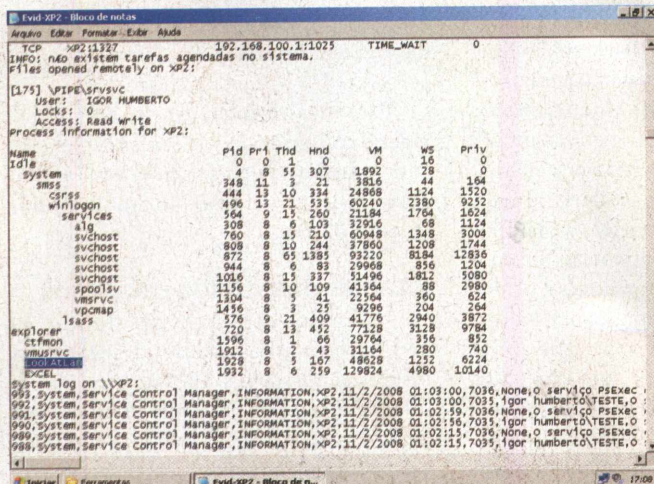 Evid-XP2 - Bloco de notas
Arquivo Editar Formatar Exibir Ajuda
TCP XP2:1327 192.168.100.1:1025 TIME_WAIT 0
INFO: não existem tarefas agendadas no sistema.
Files opened remotely on XP2:
[175] \PIPE\srvsvc
User: IGOR HUMBERTO
Locks: 0
Access: Read Write
Process information for XP2:
Name Pid Pri Thd Hnd VM WS Priv
Idle 0 0 1 0 0 16 0
System 4 8 55 307 1892 28 0
smss 348 11 3 21 3816 44 164
csrss 444 13 10 334 24868 1124 1520
winlogon 496 13 21 535 60240 2380 9252
services 564 9 15 260 21184 1764 1624
alg 308 8 6 103 32916 68 1124
svchost 760 8 15 210 60948 1348 3004
svchost 808 8 10 244 37860 1208 1744
svchost 872 8 65 1385 93220 8184 12836
svchost 944 8 6 83 29968 856 1204
svchost 1016 8 15 337 51496 1812 5080
spoolsv 1156 8 10 109 41364 88 2980
vmsrvc 1304 8 5 41 22564 360 624
vpcmap 1456 8 3 25 9296 204 264
lsass 576 9 21 409 41776 2940 3872
explorer 720 8 13 452 77128 3128 9784
ctfmon 1596 8 1 66 29764 356 852
vmusrvc 1912 8 2 43 31164 280 740
LookAtLan 1928 8 5 167 48628 1252 6224
EXCEL 1932 8 6 259 129824 4980 10140
System log on \\XP2:
993,System,Service Control Manager,INFORMATION,XP2,11/2/2008 01:03:00,7036,None,O serviço PsExec
992,System,Service Control Manager,INFORMATION,XP2,11/2/2008 01:03:00,7035,igor humberto\TESTE,O
991,System,Service Control Manager,INFORMATION,XP2,11/2/2008 01:02:59,7036,None,O serviço PsExec
990,System,Service Control Manager,INFORMATION,XP2,11/2/2008 01:02:56,7035,igor humberto\TESTE,O
989,System,Service Control Manager,INFORMATION,XP2,11/2/2008 01:02:15,7036,None,O serviço PsExec
988,System,Service Control Manager,INFORMATION,XP2,11/2/2008 01:02:15,7035,igor humberto\TESTE,O
Iniciar Ferramentas Evid-XP2 - Bloco de n... 17:08